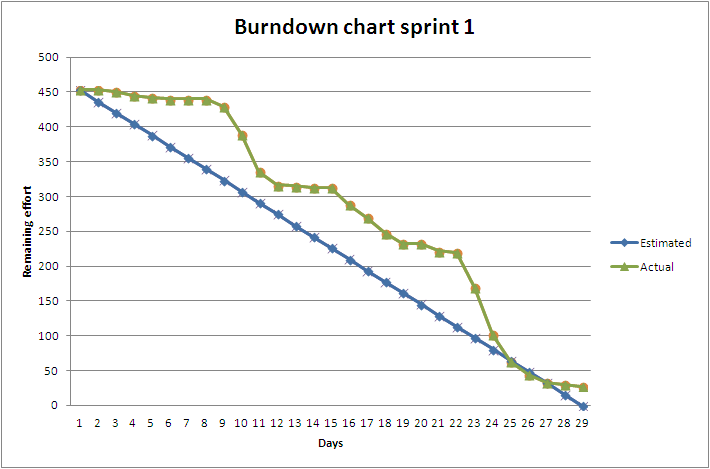 Burndown chart sprint 1
500
450
400
350
300
250
200
150
100
50
0
Remaining effort
1 2 3 4 5 6 7 8 9 10 11 12 13 14 15 16 17 18 19 20 21 22 23 24 25 26 27 28 29
Days
Estimated
Actual